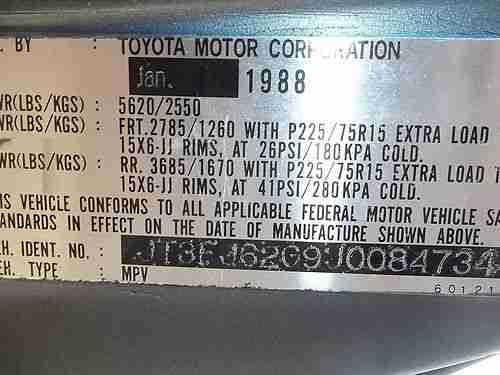 . BY : TOYOTA MOTOR CORPORATION
Jan. 1988
WR(LBS/KGS) : 5620/2550
WR(LBS/KGS) : FRT.2785/1260 WITH P225/75R15 EXTRA LOAD
15X6-JJ RIMS, AT 26PSI/180KPA COLD.
WR(LBS/KGS) : RR. 3685/1670 WITH P225/75R15 EXTRA LOAD T
15X6-JJ RIMS, AT 41PSI/280KPA COLD.
IS VEHICLE CONFORMS TO ALL APPLICABLE FEDERAL MOTOR VEHICLE SA
ANDARDS IN EFFECT ON THE DATE OF MANUFACTURE SHOWN ABOVE.
H. IDENT. NO. : JT3FJ62G9J0084734
EH. TYPE : MPV
60121